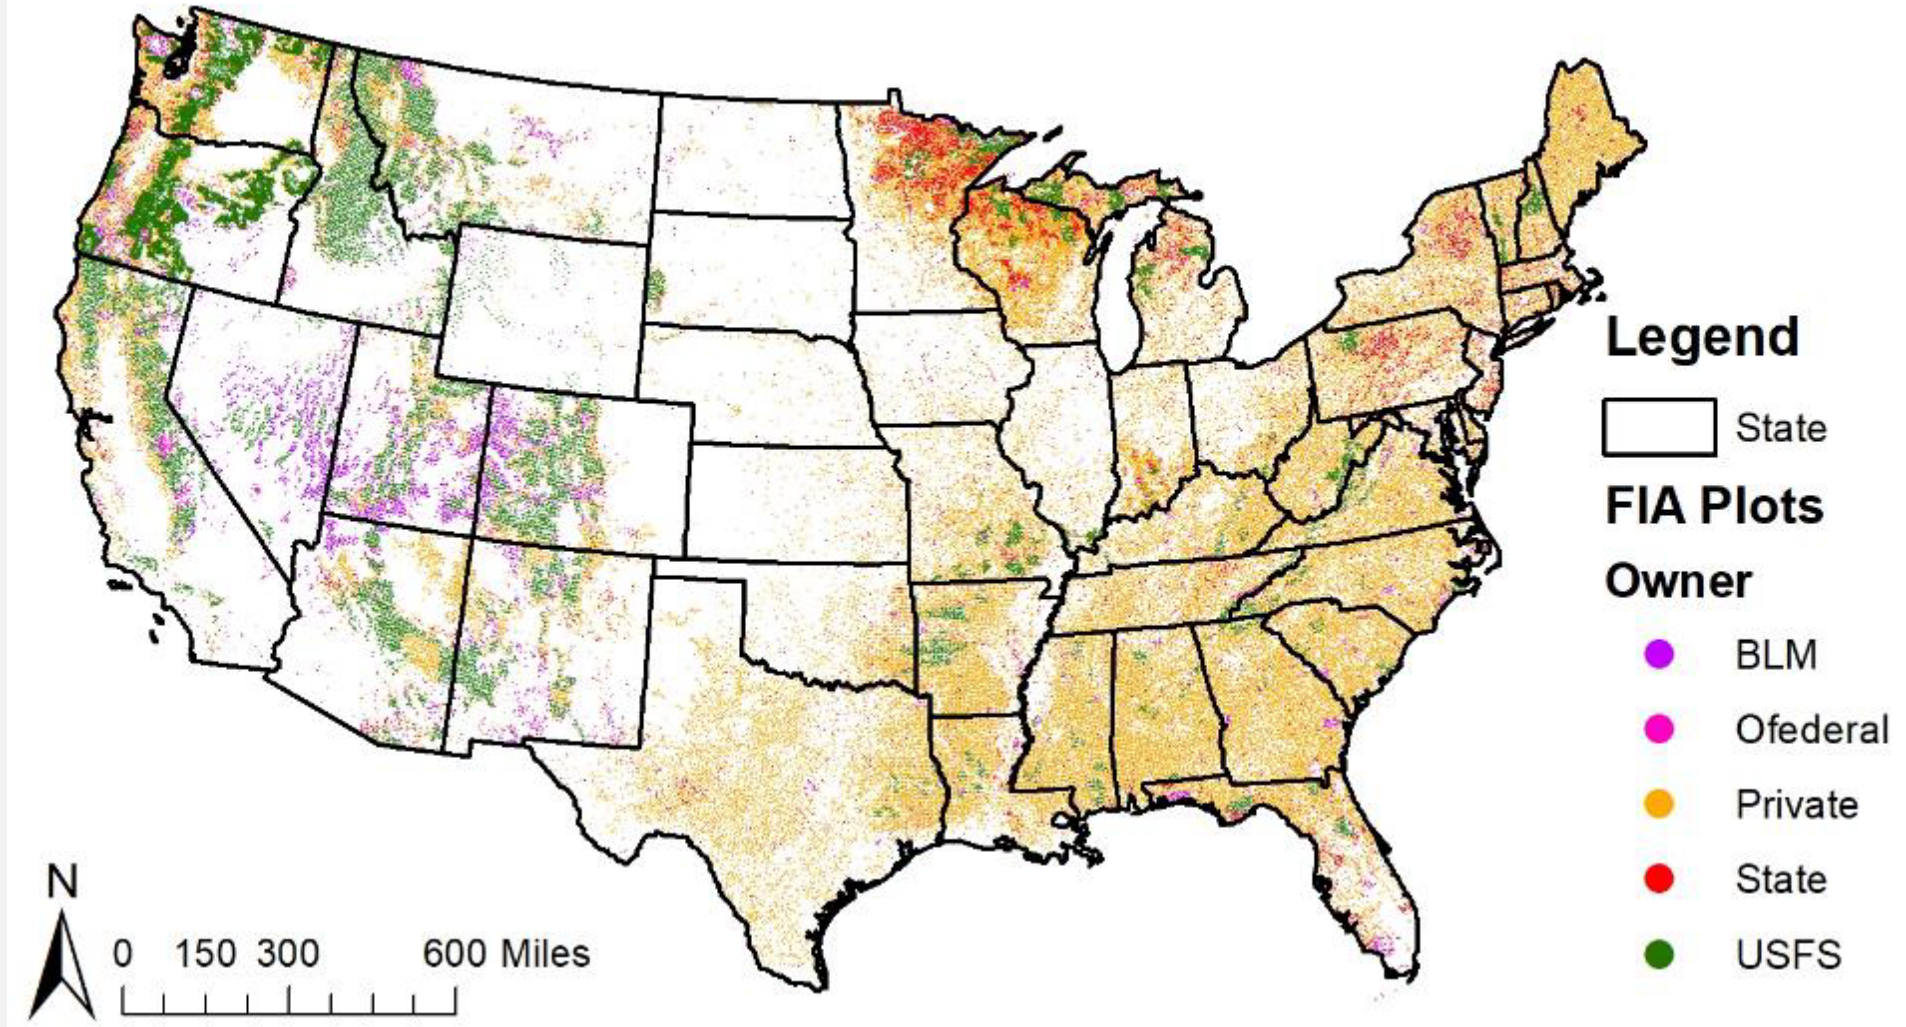 Legend
State
FIA Plots
Owner
BLM
Ofederal
Private
State
USFS
N
0 150 300 600 Miles